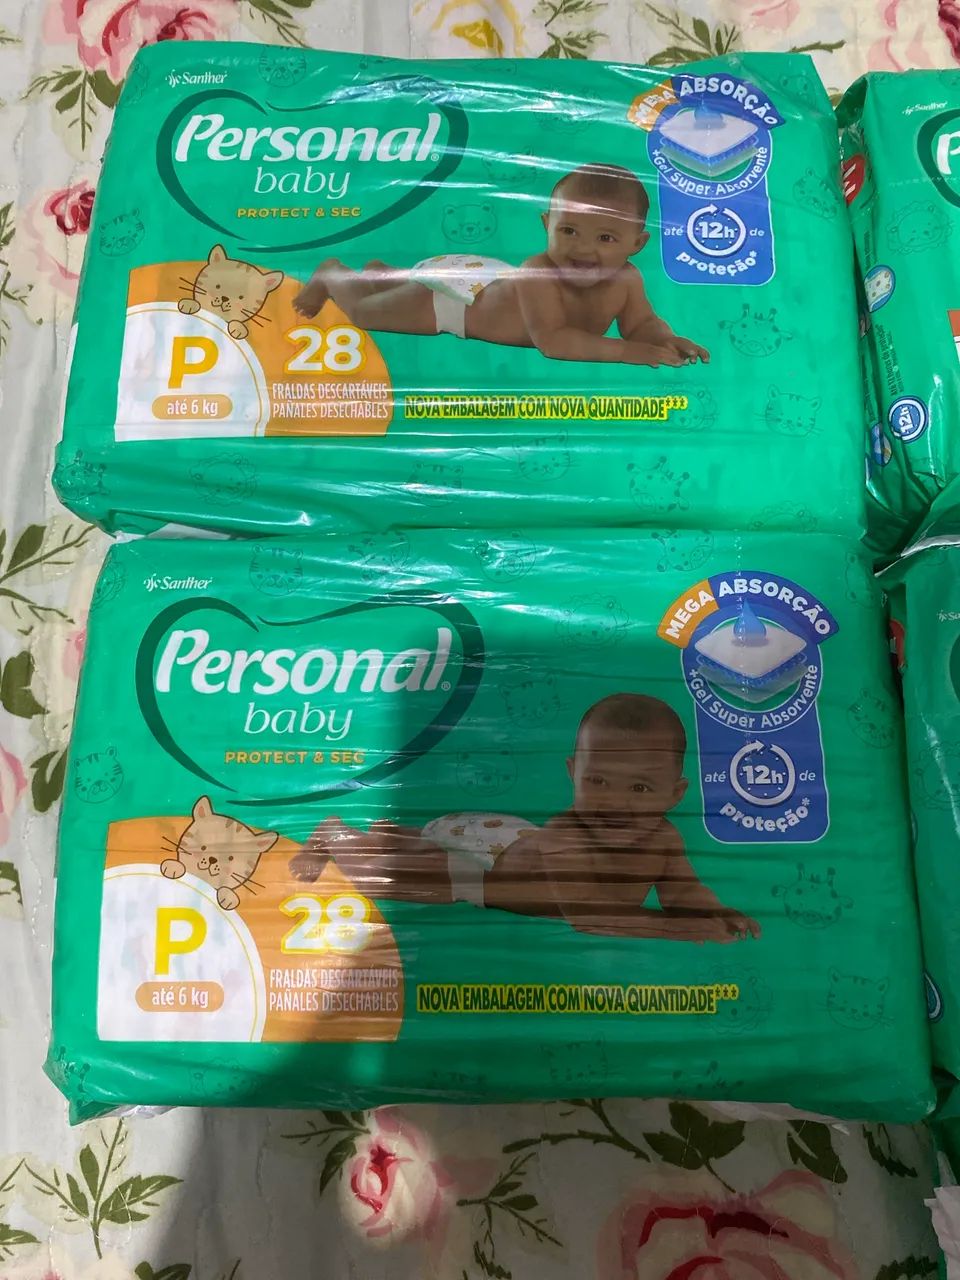 Santher
Personal®
baby
PROTECT & SEC
MEGA ABSORÇÃO
+Gel Super Absorvente
até 12h de
proteção*
P
até 6 kg
28
FRALDAS DESCARTÁVEIS
PAÑALES DESECHABLES
NOVA EMBALAGEM COM NOVA QUANTIDADE***
Santher
12h
Santher
Personal®
baby
PROTECT & SEC
MEGA ABSORÇÃO
+Gel Super Absorvente
até 12h de
proteção*
P
até 6 kg
28
FRALDAS DESCARTÁVEIS
PAÑALES DESECHABLES
NOVA EMBALAGEM COM NOVA QUANTIDADE***